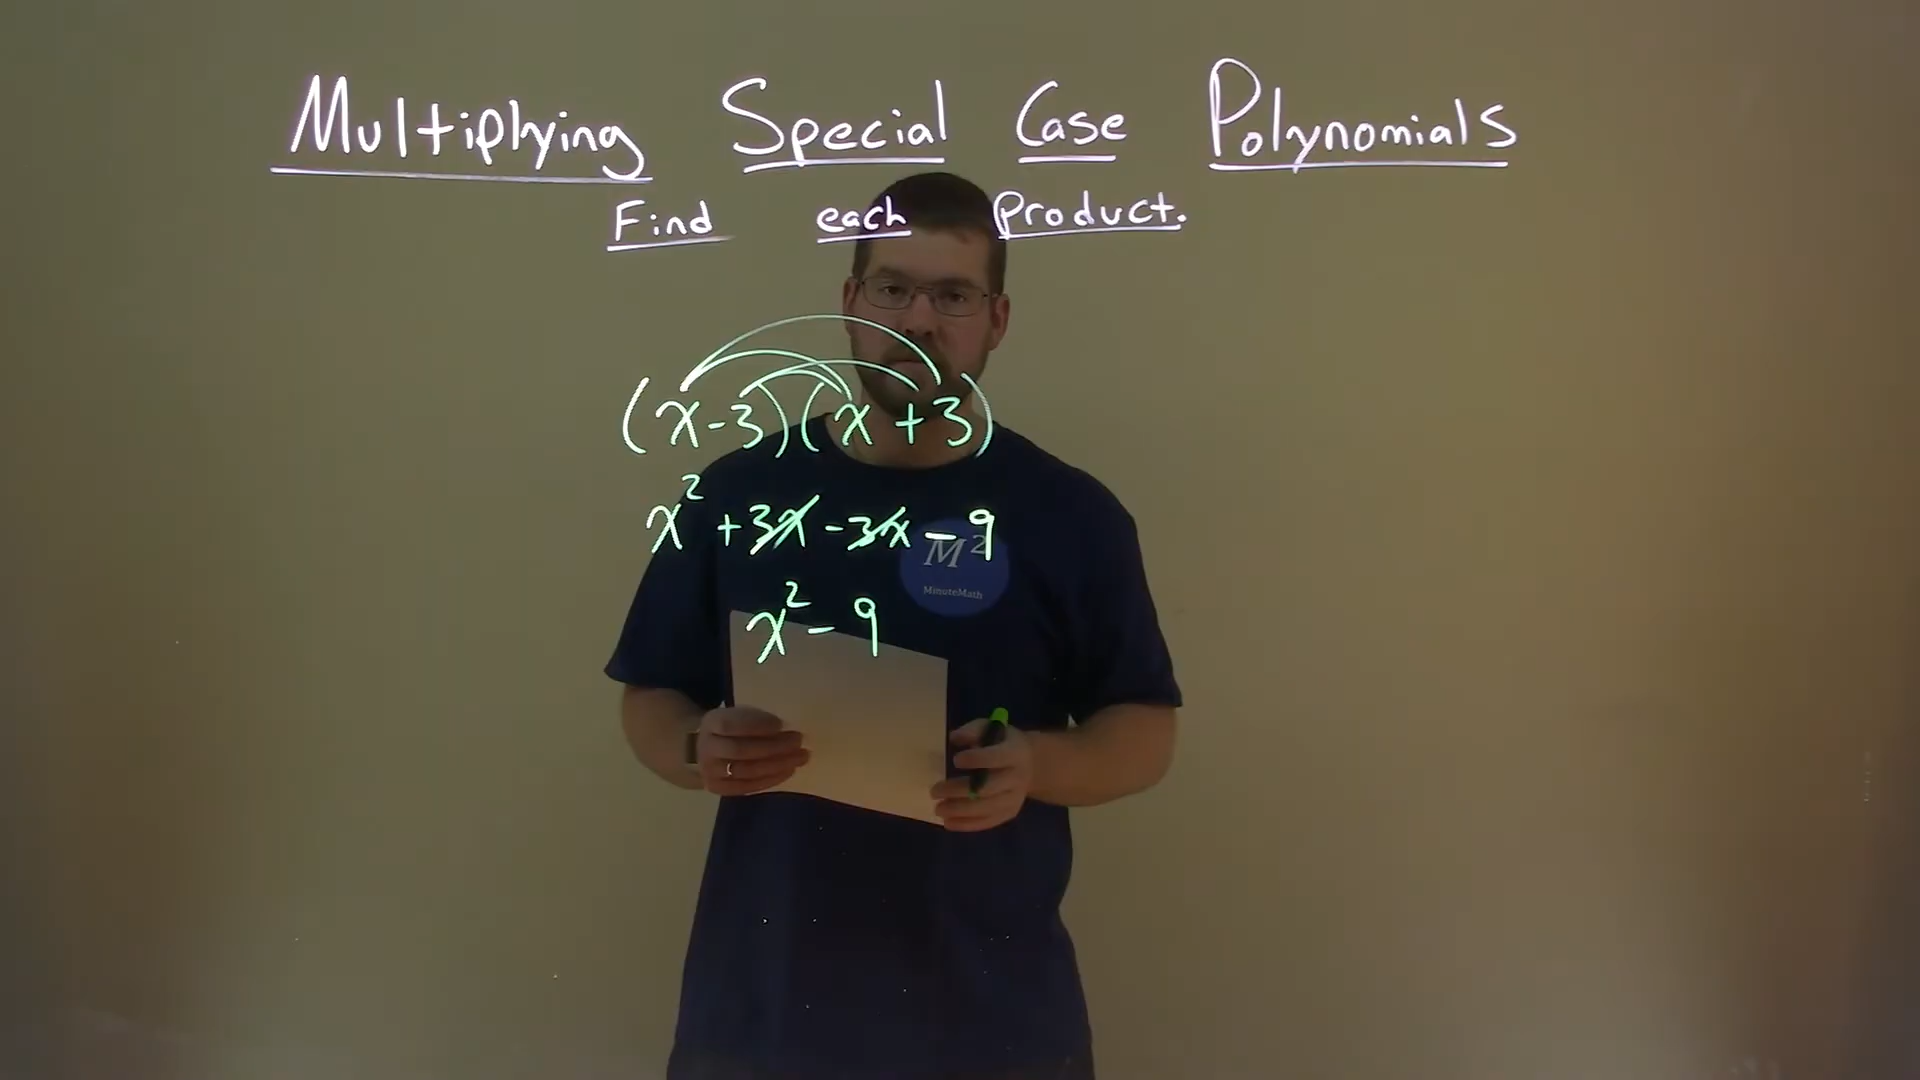 Multiplying Special Case Polynomials
Find each product.
(x-3)(x+3)
x² +3x -3x - 9
x² - 9
M²
MinuteMath